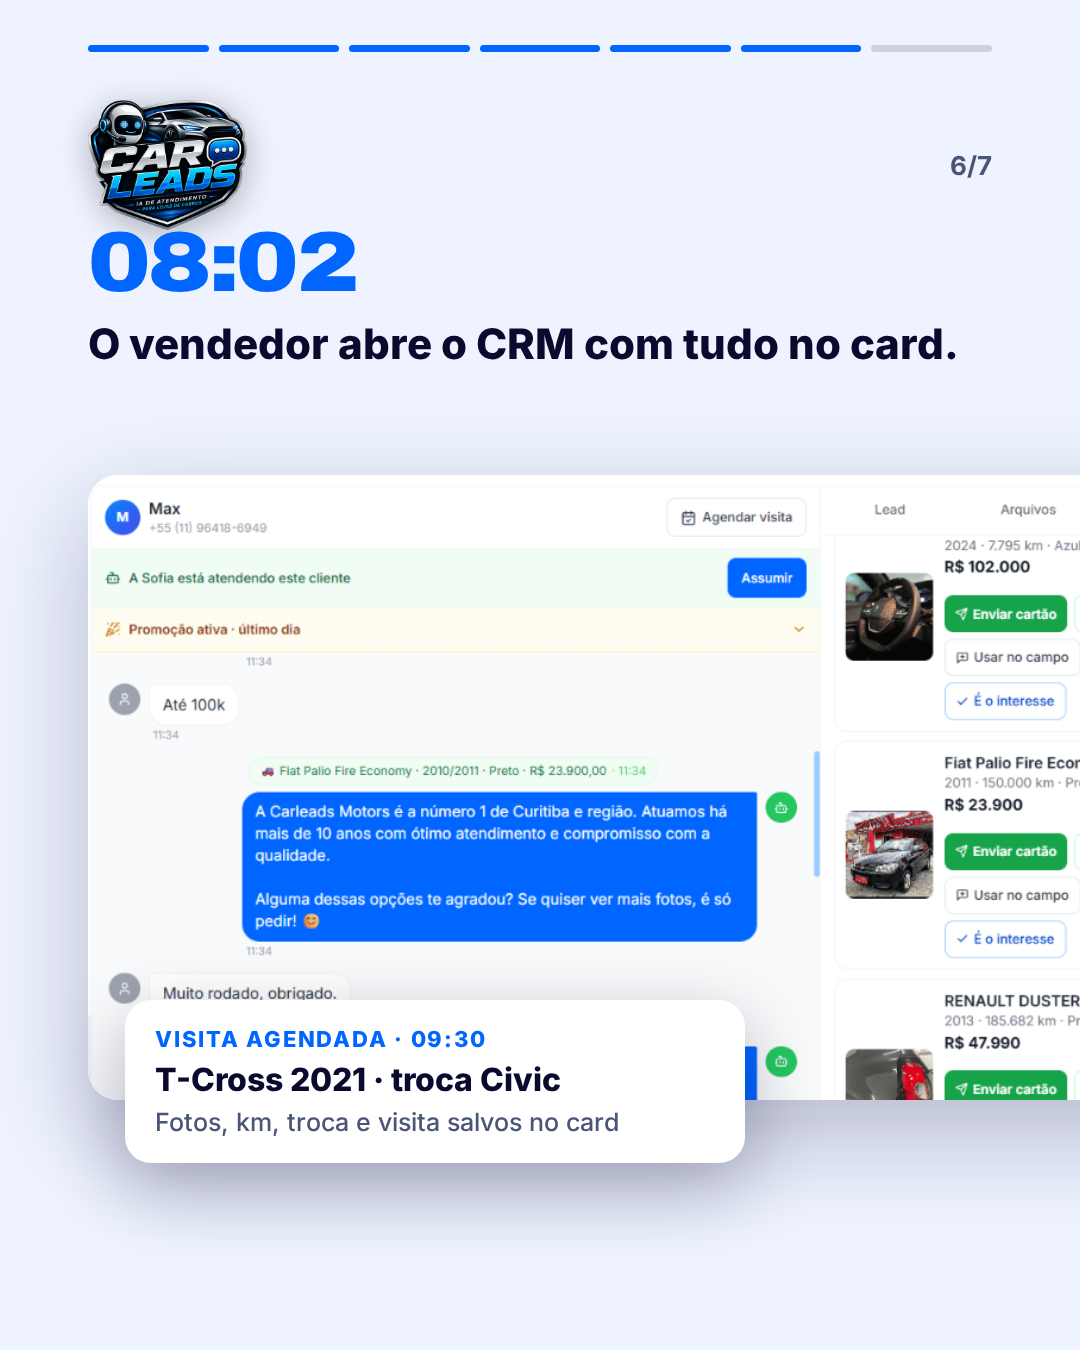 CAR
LEADS
IA DE ATENDIMENTO
PARA LOJAS DE CARROS
6/7
08:02
O vendedor abre o CRM com tudo no card.
M
Max
+55 (11) 96418-6949
Agendar visita
A Sofia está atendendo este cliente
Assumir
Promoção ativa · último dia
11:34
Até 100k
11:34
Fiat Palio Fire Economy · 2010/2011 · Preto · R$ 23.900,00 · 11:34
A Carleads Motors é a número 1 de Curitiba e região. Atuamos há
mais de 10 anos com ótimo atendimento e compromisso com a
qualidade.
Alguma dessas opções te agradou? Se quiser ver mais fotos, é só
pedir! 😊
11:34
Muito rodado, obrigado.
Lead
Arquivos
2024 · 7.795 km · Azul
R$ 102.000
Enviar cartão
Usar no campo
É o interesse
Fiat Palio Fire Econ
2011 · 150.000 km · Pr
R$ 23.900
Enviar cartão
Usar no campo
É o interesse
RENAULT DUSTER
2013 · 185.682 km · Pr
R$ 47.990
Enviar cartão
VISITA AGENDADA · 09:30
T-Cross 2021 · troca Civic
Fotos, km, troca e visita salvos no card